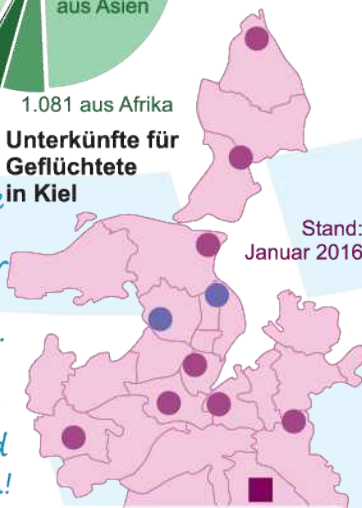 aus Asien
1.081 aus Afrika
Unterkünfte für
Geflüchtete
in Kiel
Stand:
Januar 2016